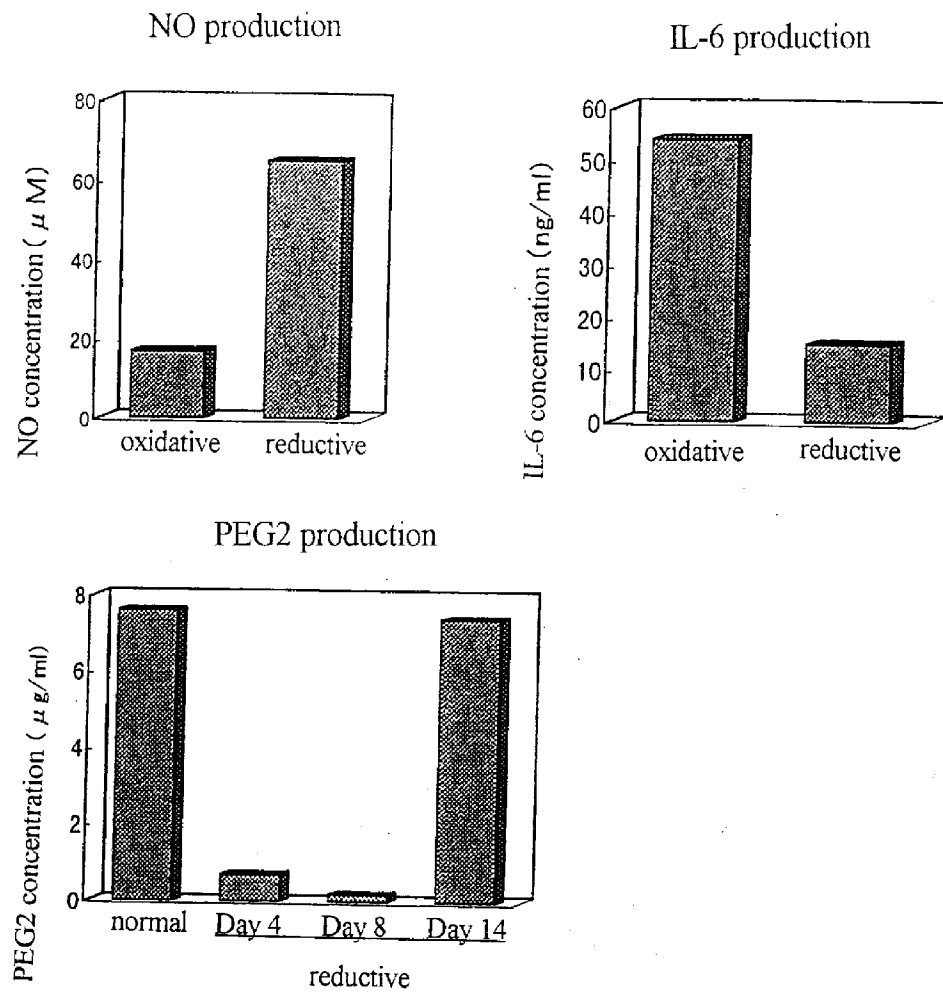 NO production
NO concentration ( μ M)
80
60
40
20
0
oxidative reductive
IL-6 production
IL-6 concentration (ng/ml)
60
50
40
30
20
10
0
oxidative reductive
PEG2 production
PEG2 concentration ( μ g/ml)
8
6
4
2
0
normal Day 4 Day 8 Day 14
reductive